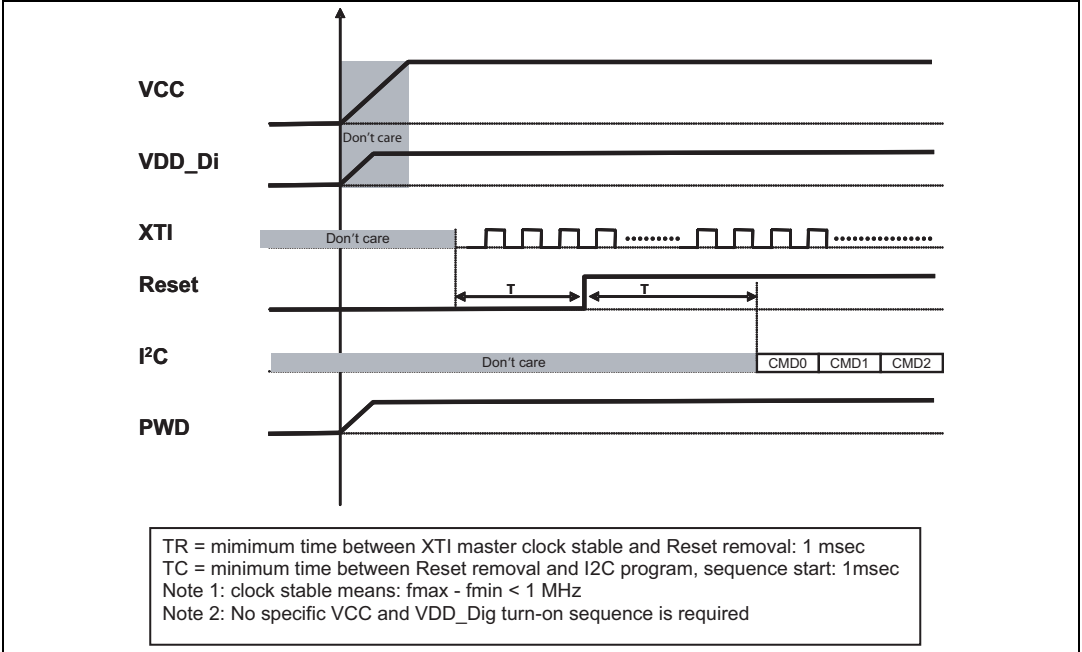 VCC
Don't care
VDD_Di
XTI
Don't care
Reset
T
T
I²C
Don't care
CMD0
CMD1
CMD2
PWD
TR = mimimum time between XTI master clock stable and Reset removal: 1 msec
TC = minimum time between Reset removal and I2C program, sequence start: 1msec
Note 1: clock stable means: fmax - fmin < 1 MHz
Note 2: No specific VCC and VDD_Dig turn-on sequence is required